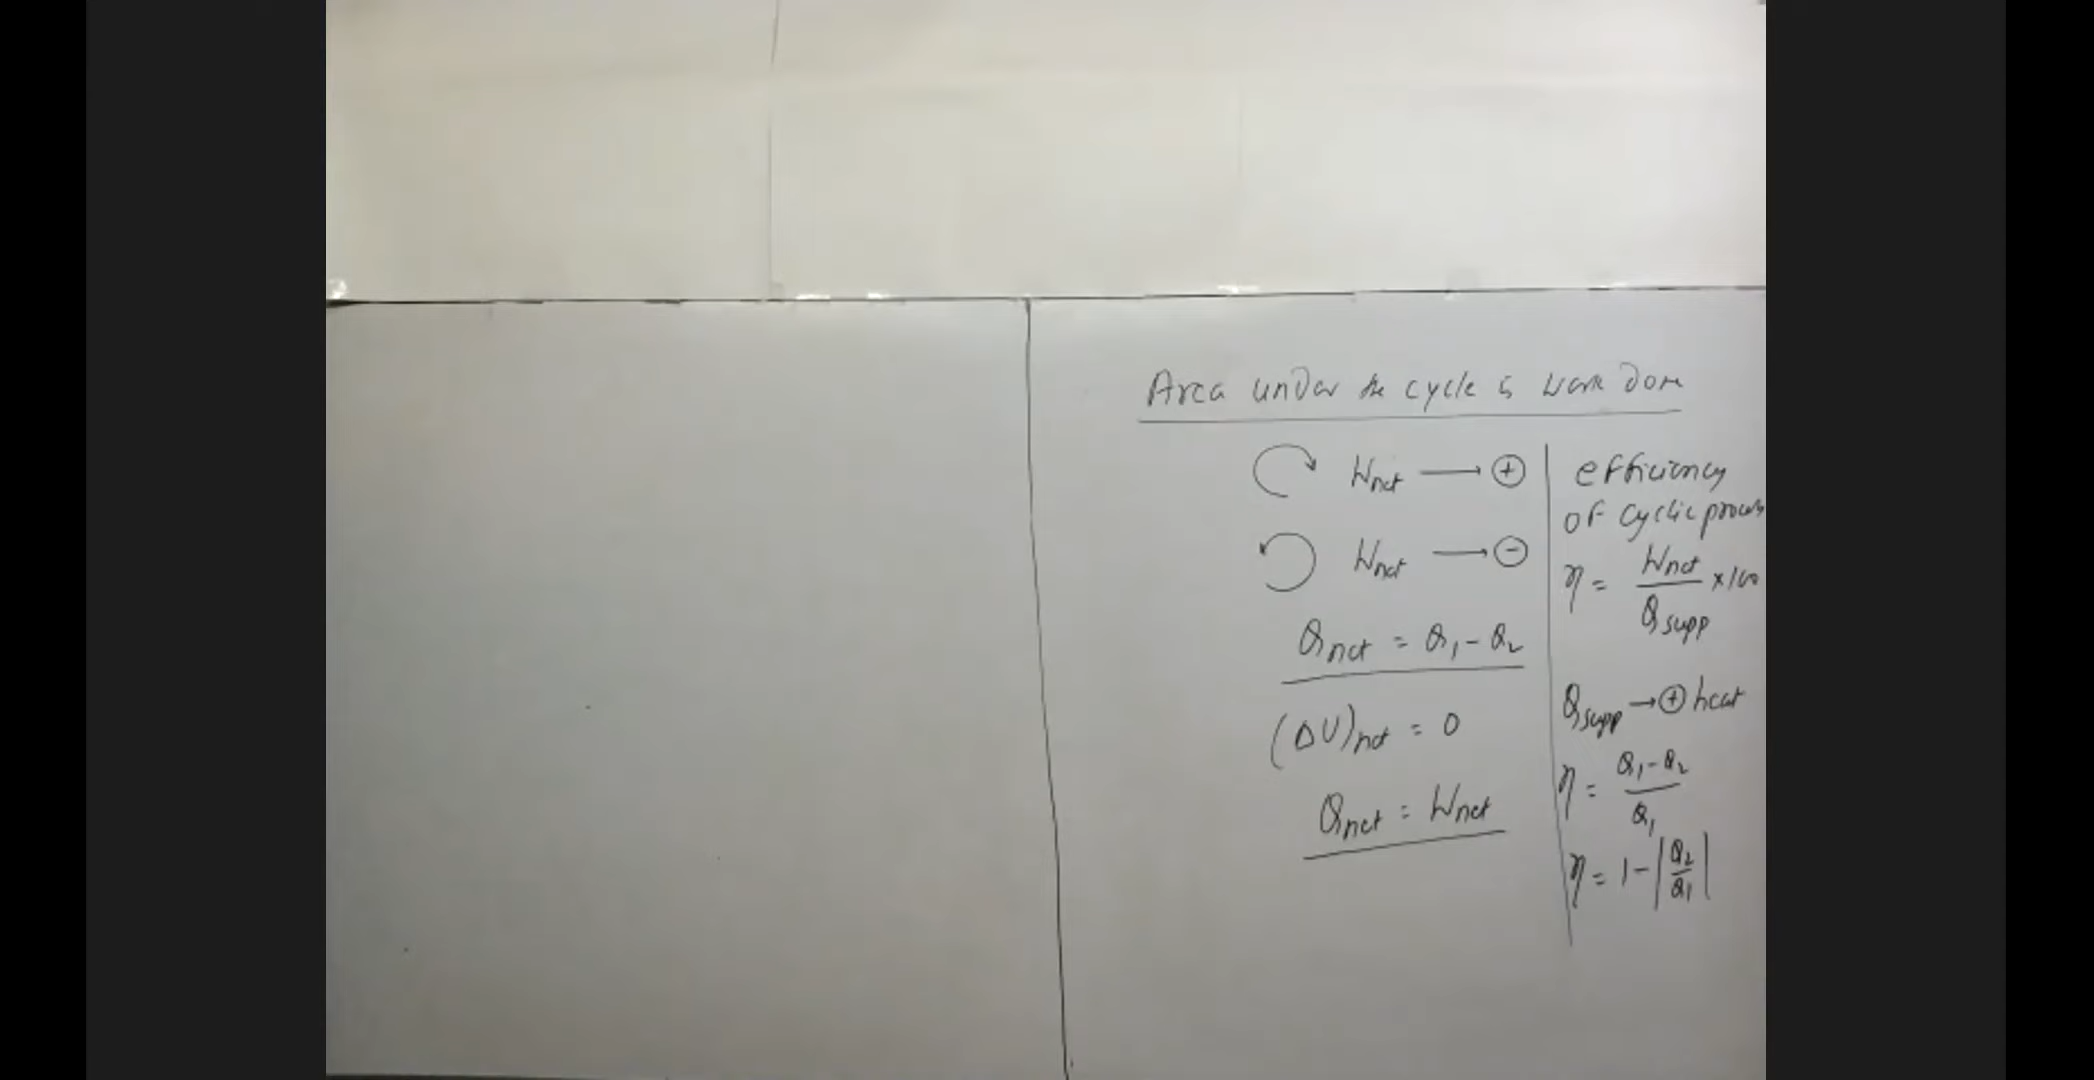 Area under the cycle is work done
Wnet → +
Wnet → −
Qnet = Q₁ − Q₂
(ΔU)net = 0
Qnet = Wnet
efficiency
of cyclic process
η = Wnet / Qsupp × 100
Qsupp → + heat
η = Q₁ − Q₂ / Q₁
η = 1 − |Q₂ / Q₁|